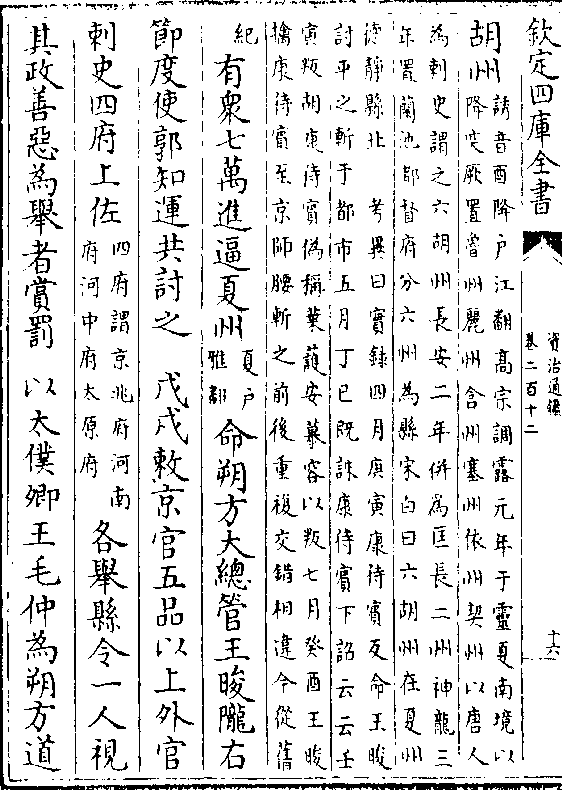 欽定四庫全書
資治通鑑
卷二百十二
十六
胡州
誘音酉降户江翻高宗調露元年于靈夏南境以
降突厥置魯州麗州含州塞州依州契州以唐人
為刺史謂之六胡州長安二年併為匡長二州神龍三
年置蘭池都督府分六州為縣宋白曰六胡州在夏州
徳靜縣北 考異曰實録四月庚寅康待賓反命王晙
討平之斬于都市五月丁巳既誅康待賓下詔云云壬
寅叛胡康待賓偽稱葉䕶安慕容以叛七月癸酉王晙
擒康待賓至京師腰斬之前後重複交錯相違今從舊
紀
有衆七萬進逼夏州
夏户
雅翻
命朔方大總管王晙隴右
節度使郭知運共討之 戊戌敕京官五品以上外官
刺史四府上佐
四府謂京兆府河南
府河中府太原府
各舉縣令一人視
其政善惡為舉者賞罰 以太僕卿王毛仲為朔方道